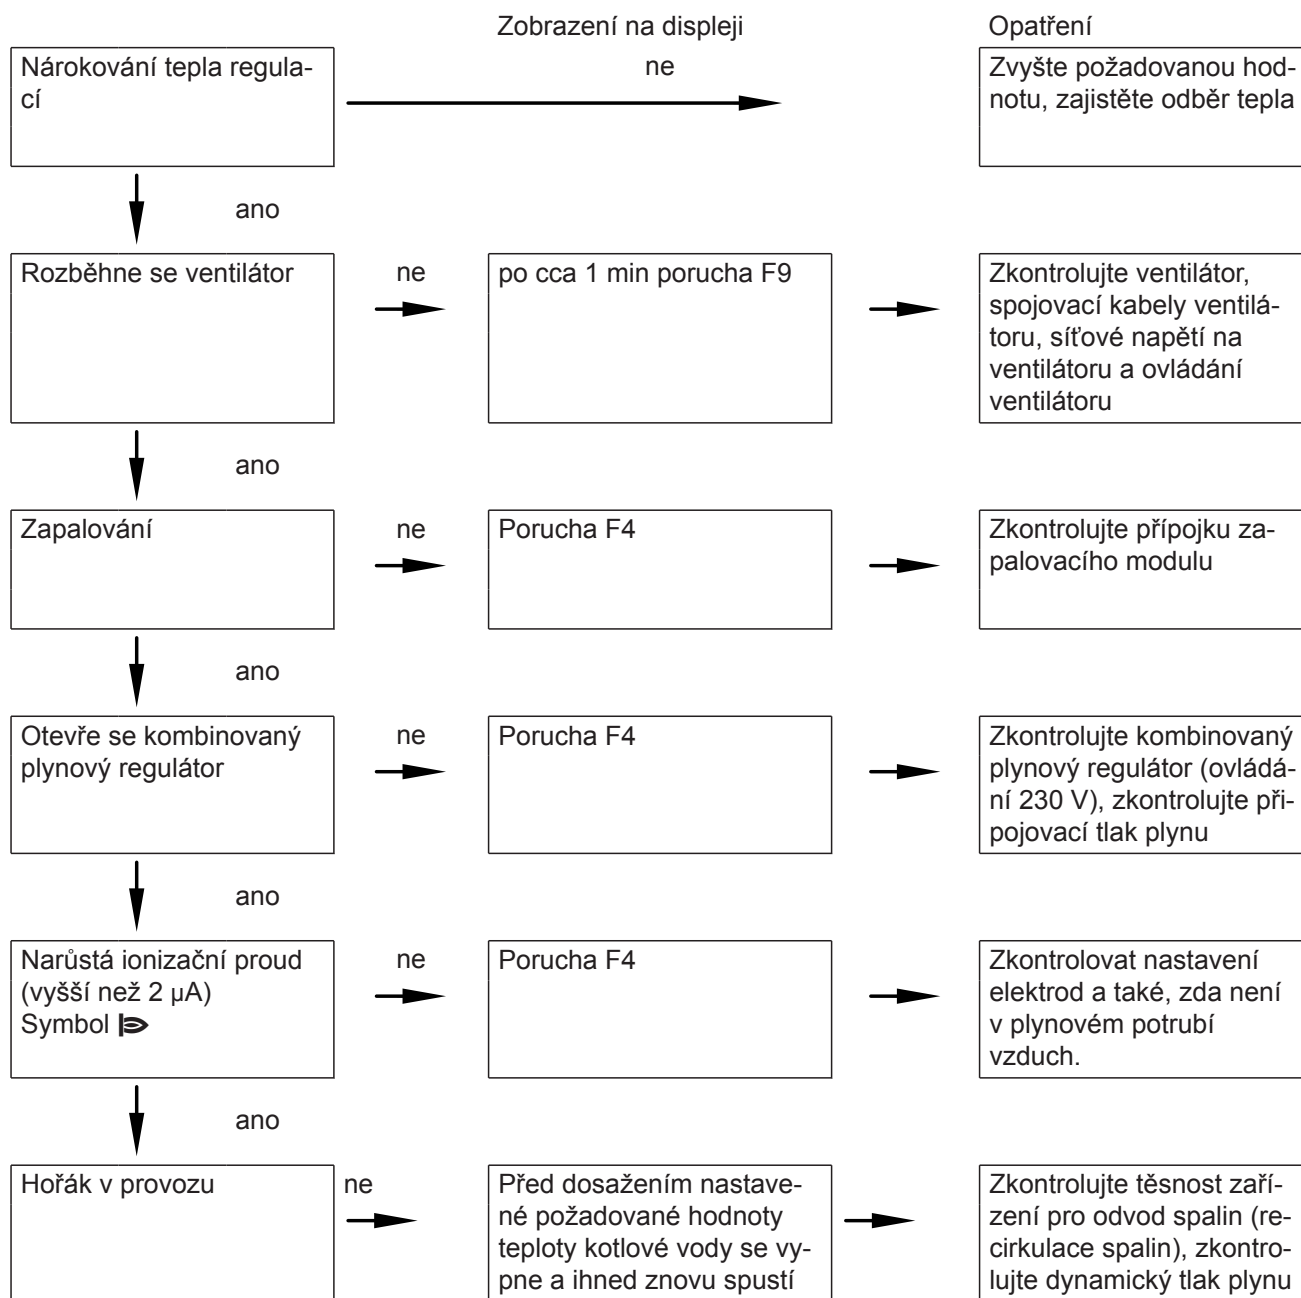 Zobrazení na displeji
Opatření
Nárokování tepla regula-
cí
ne
Zvyšte požadovanou hod-
notu, zajistěte odběr tepla
ano
Rozběhne se ventilátor
ne
po cca 1 min porucha F9
Zkontrolujte ventilátor,
spojovací kabely ventilá-
toru, síťové napětí na
ventilátoru a ovládání
ventilátoru
ano
Zapalování
ne
Porucha F4
Zkontrolujte přípojku za-
palovacího modulu
ano
Otevře se kombinovaný
plynový regulátor
ne
Porucha F4
Zkontrolujte kombinovaný
plynový regulátor (ovládá-
ní 230 V), zkontrolujte při-
pojovací tlak plynu
ano
Narůstá ionizační proud
(vyšší než 2 μA)
Symbol
ne
Porucha F4
Zkontrolovat nastavení
elektrod a také, zda není
v plynovém potrubí
vzduch.
ano
Hořák v provozu
ne
Před dosažením nastave-
né požadované hodnoty
teploty kotlové vody se vy-
pne a ihned znovu spustí
Zkontrolujte těsnost zaří-
zení pro odvod spalin (re-
cirkulace spalin), zkontro-
lujte dynamický tlak plynu